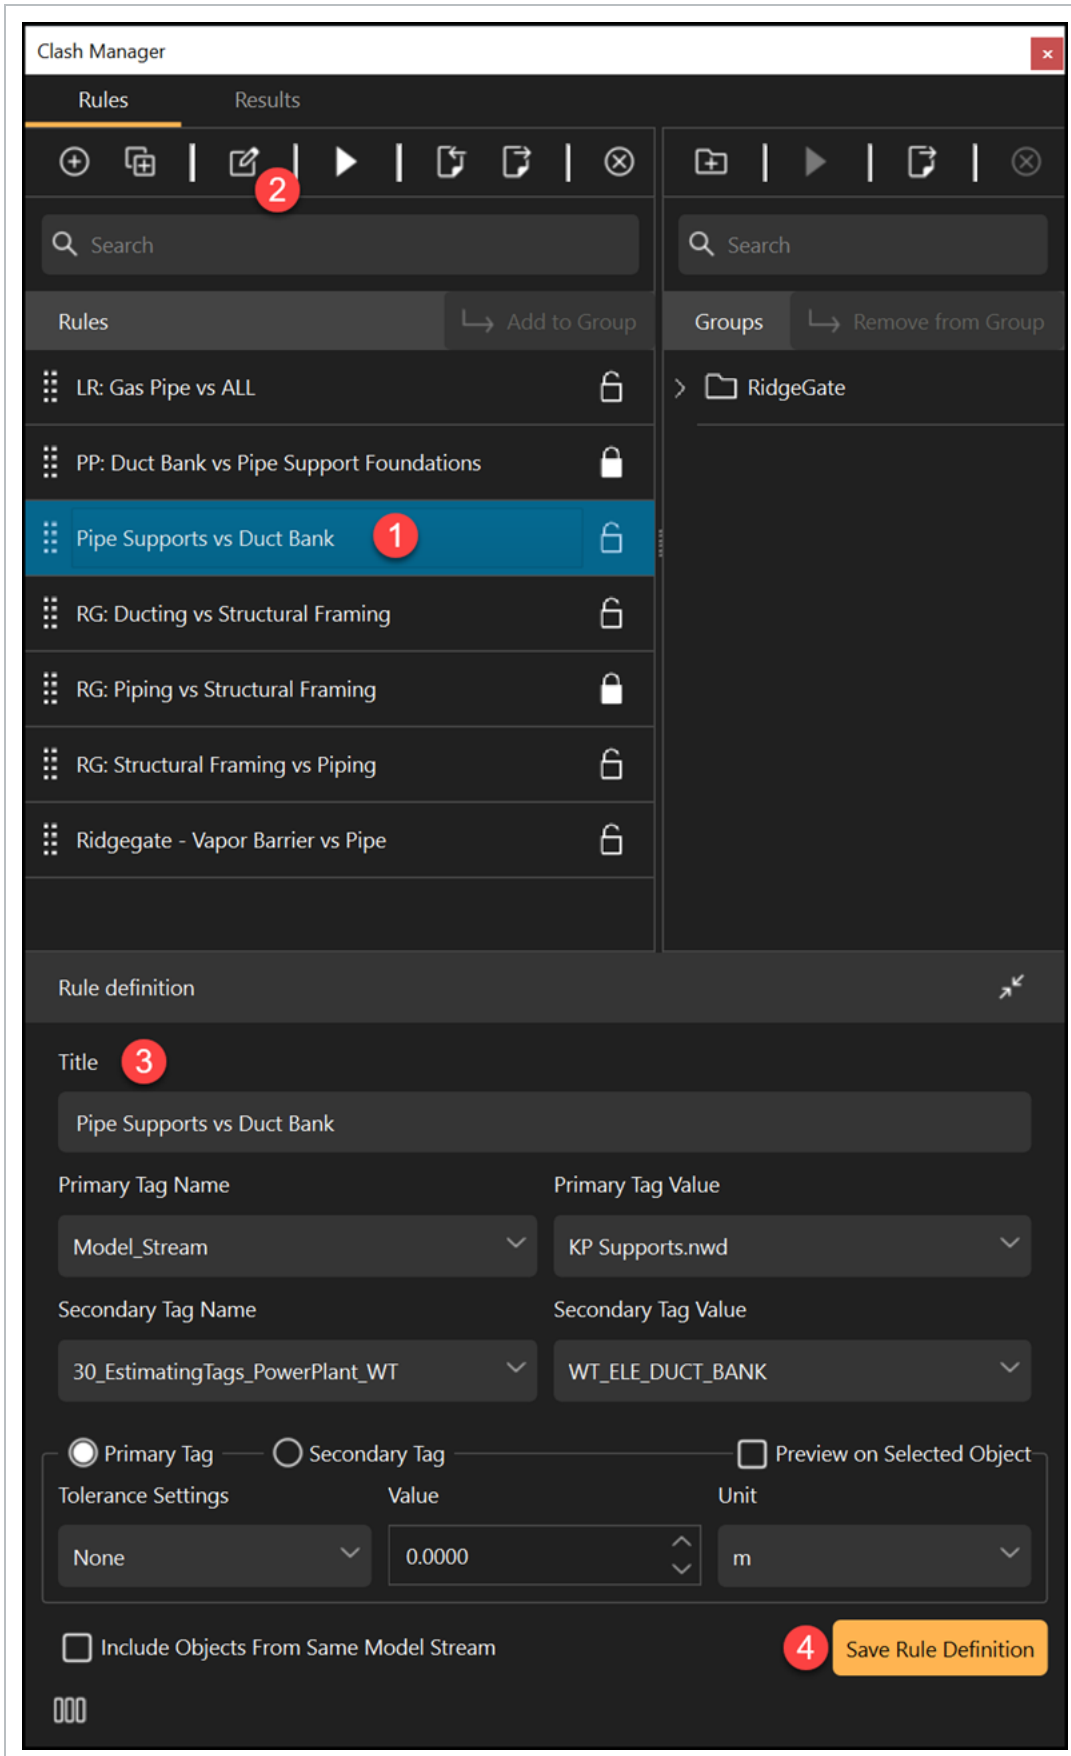 Clash Manager
x
Rules Results
2
Search Search
Rules Add to Group Groups Remove from Group
LR: Gas Pipe vs ALL RidgeGate
PP: Duct Bank vs Pipe Support Foundations
Pipe Supports vs Duct Bank 1
RG: Ducting vs Structural Framing
RG: Piping vs Structural Framing
RG: Structural Framing vs Piping
Ridgegate - Vapor Barrier vs Pipe
Rule definition
Title 3
Pipe Supports vs Duct Bank
Primary Tag Name Primary Tag Value
Model_Stream KP Supports.nwd
Secondary Tag Name Secondary Tag Value
30_EstimatingTags_PowerPlant_WT WT_ELE_DUCT_BANK
Primary Tag Secondary Tag Preview on Selected Object
Tolerance Settings Value Unit
None 0.0000 m
Include Objects From Same Model Stream 4 Save Rule Definition